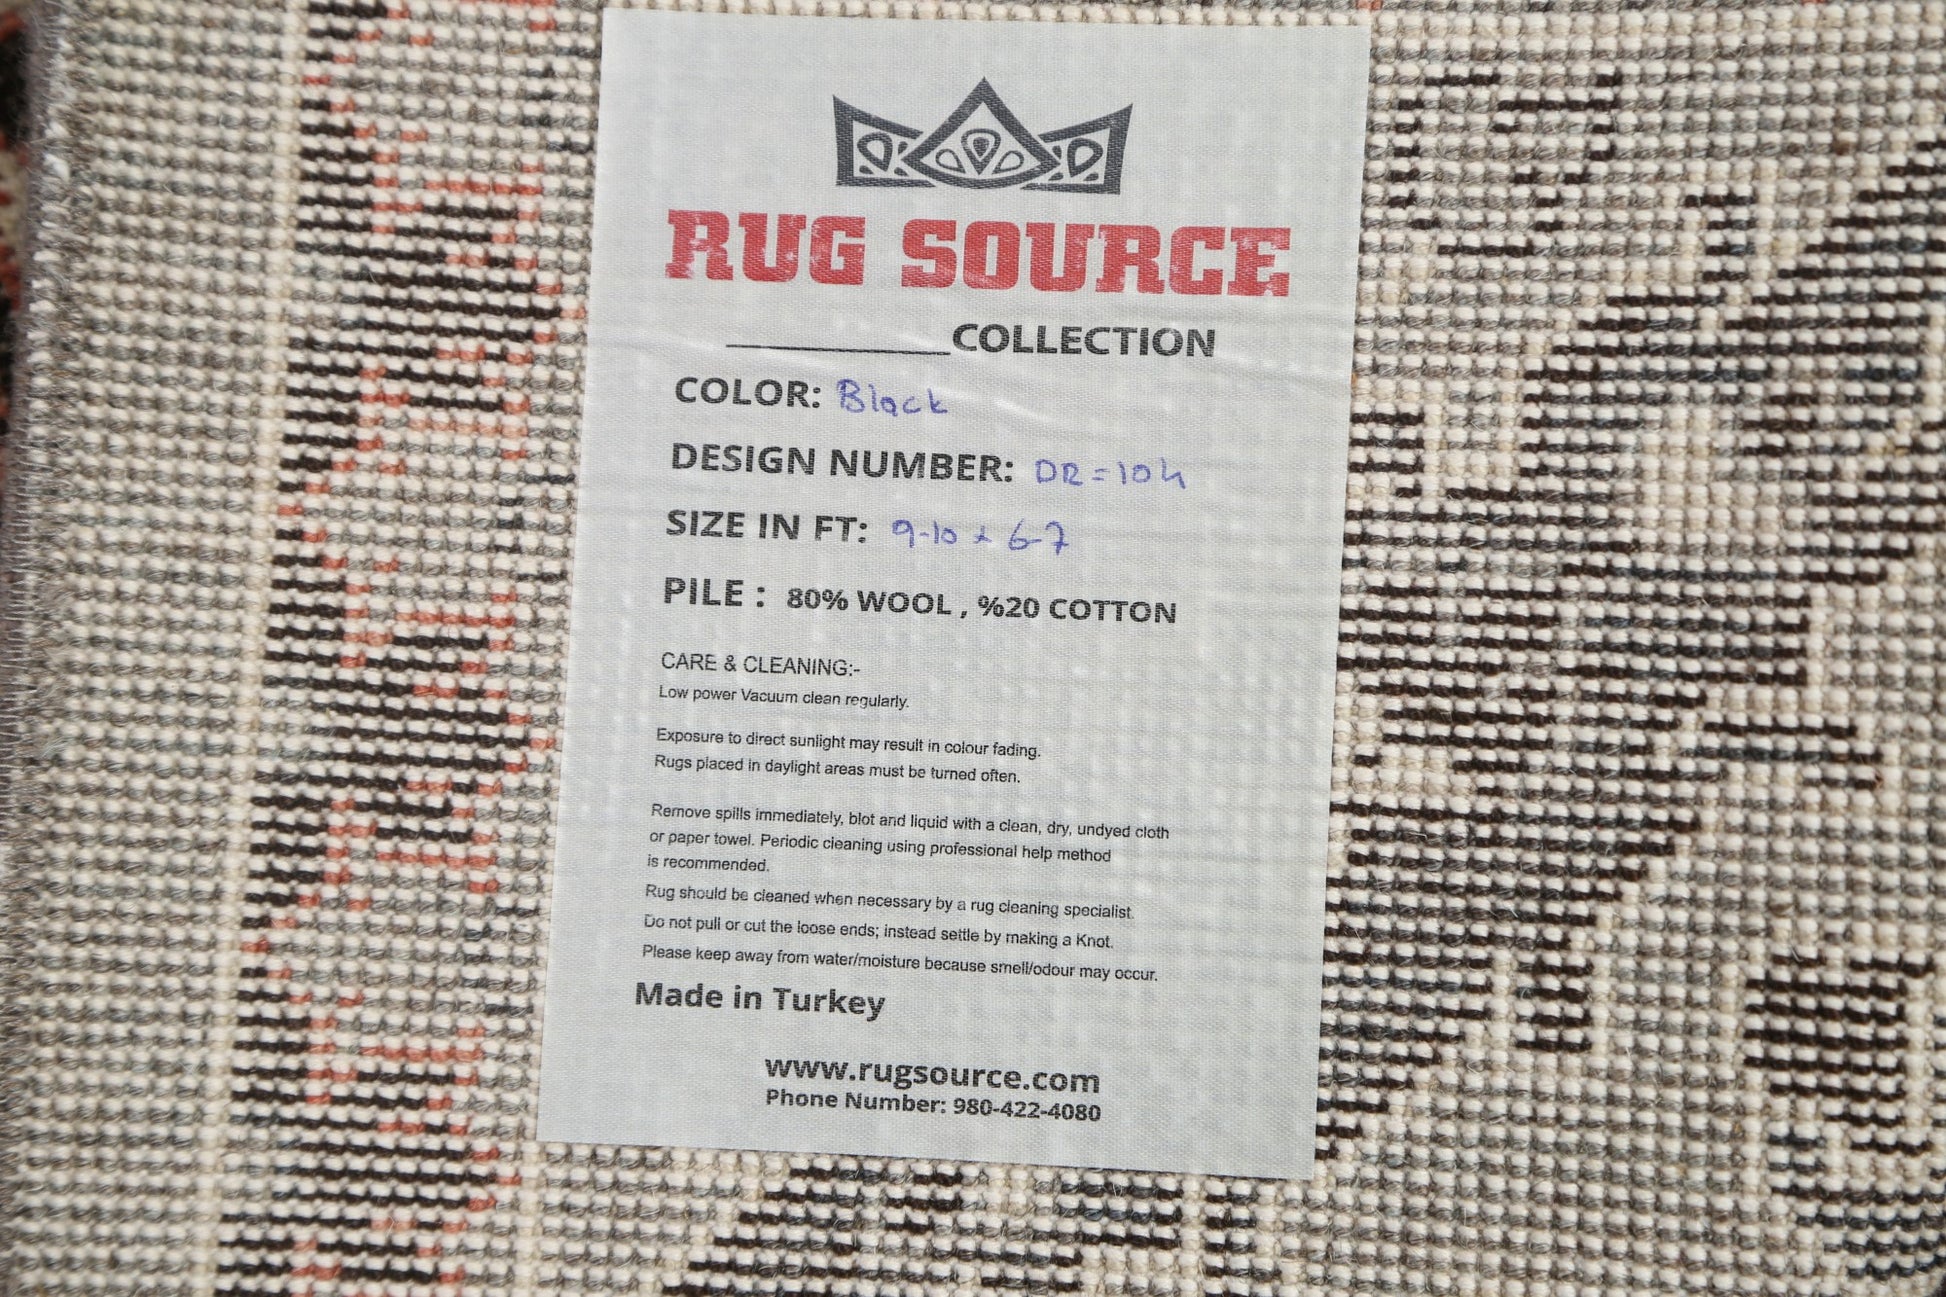 RUG SOURCE
__________COLLECTION
COLOR: Black
DESIGN NUMBER: DR=104
SIZE IN FT: 9-10 x 6-7
PILE : 80% WOOL , %20 COTTON
CARE & CLEANING:-
Low power Vacuum clean regularly.
Exposure to direct sunlight may result in colour fading.
Rugs placed in daylight areas must be turned often.
Remove spills immediately, blot and liquid with a clean, dry, undyed cloth
or paper towel. Periodic cleaning using professional help method
is recommended.
Rug should be cleaned when necessary by a rug cleaning specialist.
Do not pull or cut the loose ends; instead settle by making a Knot.
Please keep away from water/moisture because smell/odour may occur.
Made in Turkey
www.rugsource.com
Phone Number: 980-422-4080